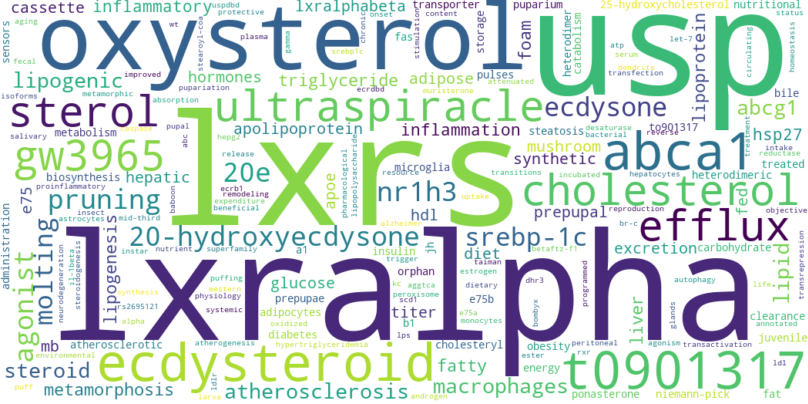 cassette inflammatory
25-hydroxycholesterol nutritional
oxysterol
usp
lxralphabeta
transporter puparium
sensors
aging
wt
uspdbd
protective
plasma
stearoyl-coa
gamma
chronic
onset
srebp1c
content
fas
stimulation
storage
foam
heterodimer
catabolism
atp
serum
dendrite
let-7
transfection
lipoprotein
circulating
status
homeostasis
fecal
improved
lipogenic
hormones
triglyceride adipose
pulses
ecrdbd
muristerone
attenuated
isoforms
metamorphic
absorption
pupariation
sterol
ultraspiracle
ecdysone
abcg1
bile
t0901317
reverse
treatment
salivary
metabolism
pupal
abc
hepg2
apolipoprotein
inflammation
steatosis
desaturase
bacterial
mushroom
hsp27
intake
reductase
treated
gw3965
lxrs
abca1
biosynthesis hepatic
20e
release
ecrb1
remodeling
expenditure
beneficial
baboon
apoe
pharmacological
lipopolysaccharide
microglia
resource
nr1h3
synthetic
transitions
uptake
incubated
hepatocytes
heterodimeric
cholesterol
fed
e75
proinflammatory
pruning
insect
mid-third
astrocytes
hdl
alzheimer
prepupal
reproduction
br-c
objective
efflux
20-hydroxyecdysone
srebp-1c
administration
molting
neurodegeneration
steroidogenesis
il-1beta
instar
lipogenesis
nutrient
superfamily
a1
insulin
jh
diet
betaftz-f1
excretion
carbohydrate
lipid
transrepression
lxralpha
agonist
puffing
trigger
taiman
estrogen
orphan
kc
aggtca
peroxisome
dietary
dhr3
programmed
autophagy
life
synthesis
western
physiology
rs2695121
systemic
glucose
prepupae
scd1
titer
e75b
e75a
monocytes
bombyx
glands
liver
clearance
annotated
mb
atherosclerotic
alpha
atherogenesis
adipocytes
oxidized
diabetes
b1
lps
cholesteryl
obesity
peritoneal
agonism
transactivation
juvenile
environmental
hypertriglyceridemia
ester
rxr
ldl
steroid
ecdysteroid
fatty
energy
t0901317
puff
metamorphosis
larva
ldlr
atherosclerosis
androgen
macrophages
ponasterone
niemann-pick
fat